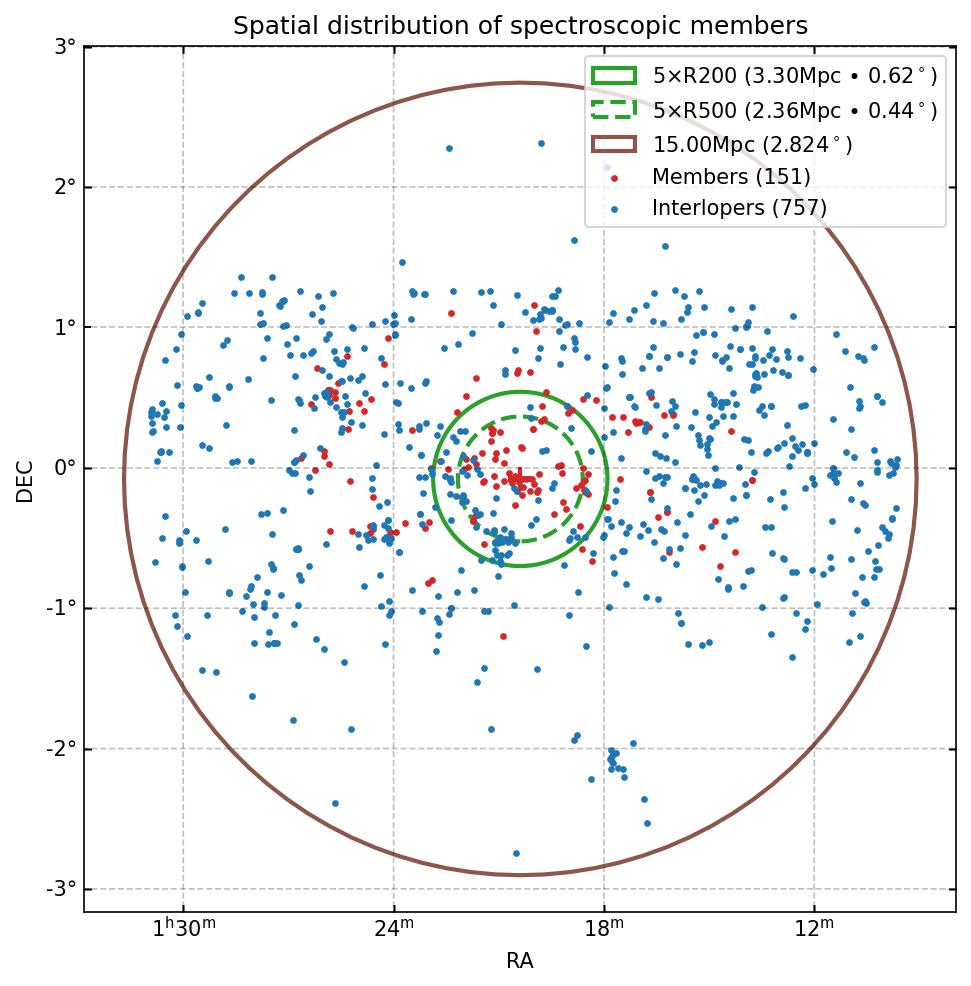 Spatial distribution of spectroscopic members
5×R200 (3.30Mpc • 0.62°)
5×R500 (2.36Mpc • 0.44°)
15.00Mpc (2.824°)
Members (151)
Interlopers (757)
3°
2°
1°
0°
-1°
-2°
-3°
DEC
1ʰ30ᵐ 24ᵐ 18ᵐ 12ᵐ
RA